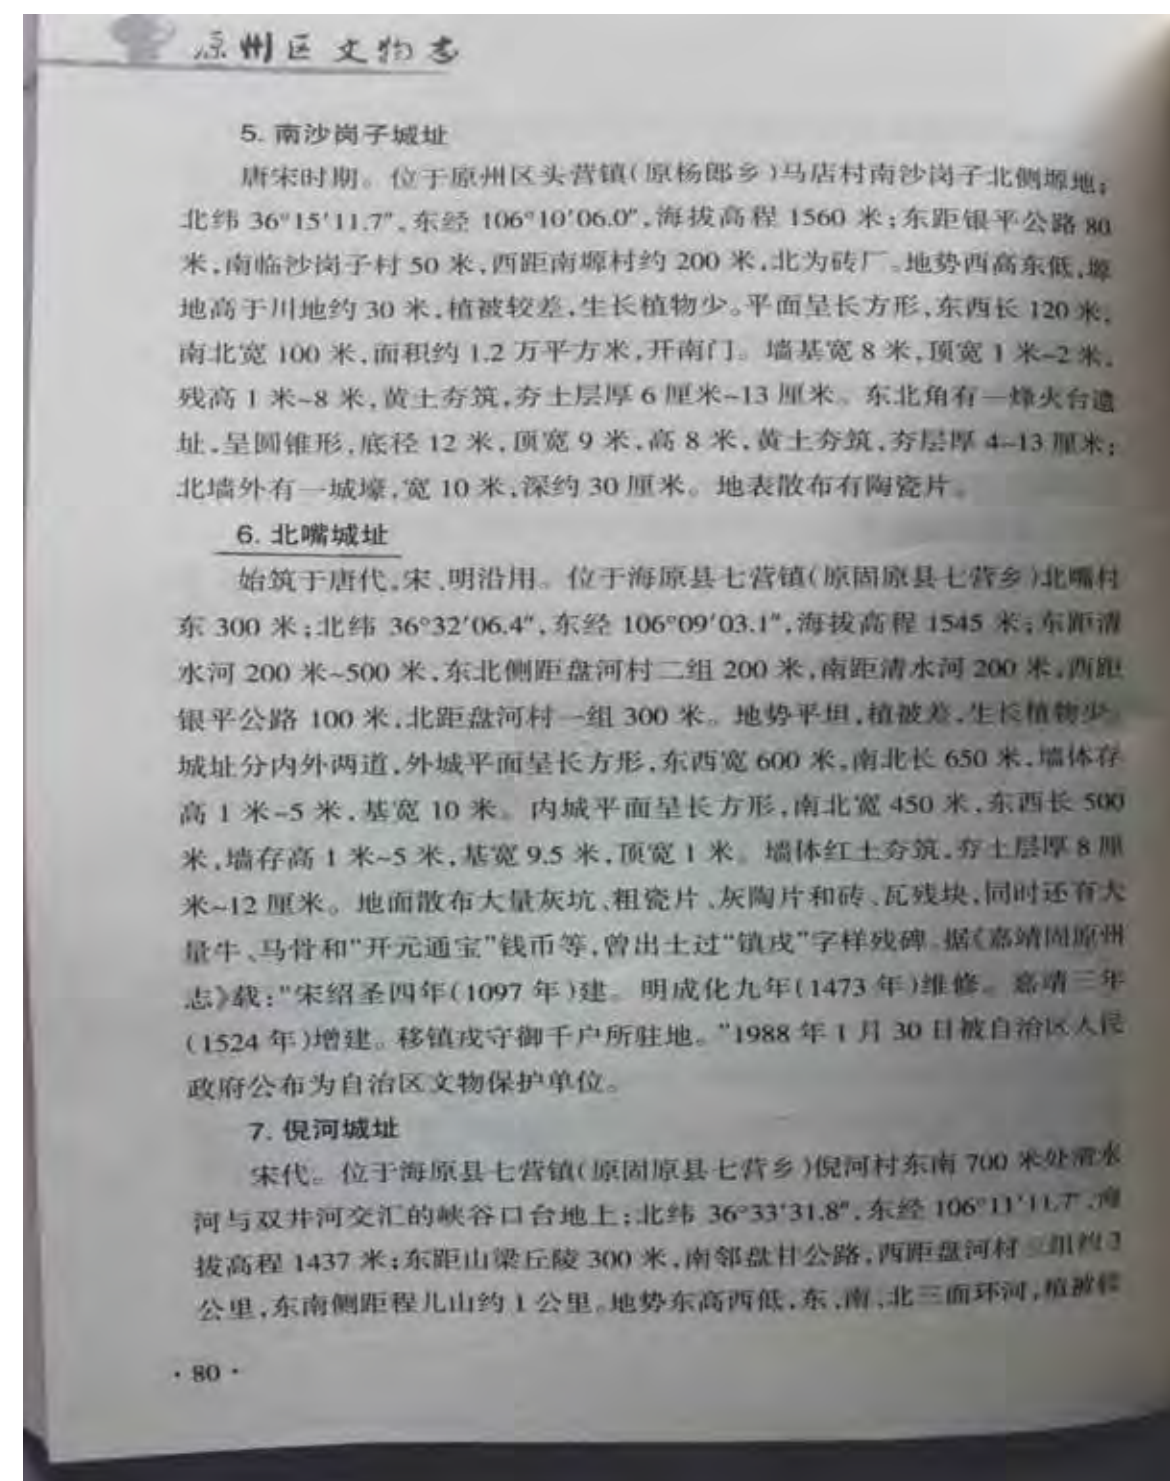 原州区文物志
5. 南沙岗子城址
唐宋时期。位于原州区头营镇(原杨郎乡)马店村南沙岗子北侧塬地；
北纬 36°15′11.7″,东经 106°10′06.0″,海拔高程 1560 米;东距银平公路 80
米,南临沙岗子村 50 米,西距南塬村约 200 米,北为砖厂。地势西高东低,塬
地高于川地约 30 米,植被较差,生长植物少。平面呈长方形,东西长 120 米,
南北宽 100 米,面积约 1.2 万平方米,开南门。墙基宽 8 米,顶宽 1 米~2 米,
残高 1 米~8 米,黄土夯筑,夯土层厚 6 厘米~13 厘米。东北角有一烽火台遗
址,呈圆锥形,底径 12 米,顶宽 9 米,高 8 米,黄土夯筑,夯层厚 4~13 厘米;
北墙外有一城壕,宽 10 米,深约 30 厘米。地表散布有陶瓷片。
6. 北嘴城址
始筑于唐代,宋、明沿用。位于海原县七营镇(原固原县七营乡)北嘴村
东 300 米;北纬 36°32′06.4″,东经 106°09′03.1″,海拔高程 1545 米;东距清
水河 200 米~500 米,东北侧距盘河村二组 200 米,南距清水河 200 米,西距
银平公路 100 米,北距盘河村一组 300 米。地势平坦,植被差,生长植物少。
城址分内外两道,外城平面呈长方形,东西宽 600 米,南北长 650 米,墙体存
高 1 米~5 米,基宽 10 米。内城平面呈长方形,南北宽 450 米,东西长 500
米,墙存高 1 米~5 米,基宽 9.5 米,顶宽 1 米。墙体红土夯筑,夯土层厚 8 厘
米~12 厘米。地面散布大量灰坑、粗瓷片、灰陶片和砖、瓦残块,同时还有大
量牛、马骨和"开元通宝"钱币等,曾出土过"镇戎"字样残碑。据《嘉靖固原州
志》载:"宋绍圣四年(1097 年)建。明成化九年(1473 年)维修。嘉靖三年
(1524 年)增建。移镇戎守御千户所驻地。"1988 年 1 月 30 日被自治区人民
政府公布为自治区文物保护单位。
7. 倪河城址
宋代。位于海原县七营镇(原固原县七营乡)倪河村东南 700 米处清水
河与双井河交汇的峡谷口台地上;北纬 36°33′31.8″,东经 106°11′11.7″,海
拔高程 1437 米;东距山梁丘陵 300 米,南邻盘甘公路,西距盘河村 组约
公里,东南侧距程儿山约 1 公里。地势东高西低,东、南、北三面环河,植被
· 80 ·